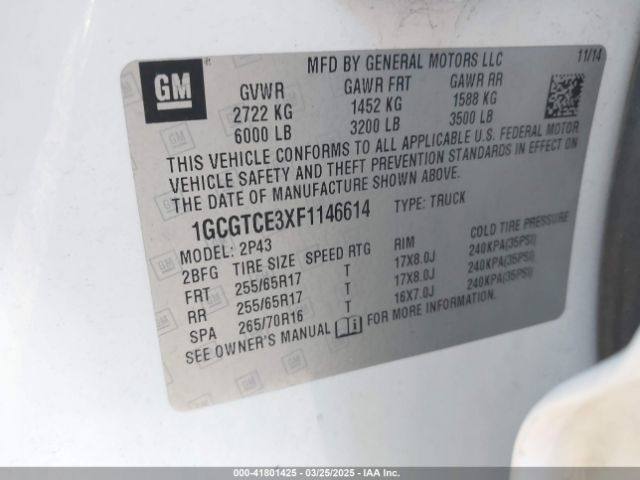 GM
MFD BY GENERAL MOTORS LLC 11/14
GVWR GAWR FRT GAWR RR
2722 KG 1452 KG 1588 KG
6000 LB 3200 LB 3500 LB
THIS VEHICLE CONFORMS TO ALL APPLICABLE U.S. FEDERAL MOTOR
VEHICLE SAFETY AND THEFT PREVENTION STANDARDS IN EFFECT ON
THE DATE OF MANUFACTURE SHOWN ABOVE.
1GCGTCE3XF1146614 TYPE: TRUCK
MODEL: 2P43
2BFG TIRE SIZE SPEED RTG RIM COLD TIRE PRESSURE
FRT 255/65R17 T 17X8.0J 240KPA(35PSI)
RR 255/65R17 T 17X8.0J 240KPA(35PSI)
SPA 265/70R16 T 16X7.0J 240KPA(35PSI)
SEE OWNER'S MANUAL FOR MORE INFORMATION.
000-41801425 - 03/25/2025 - IAA Inc.